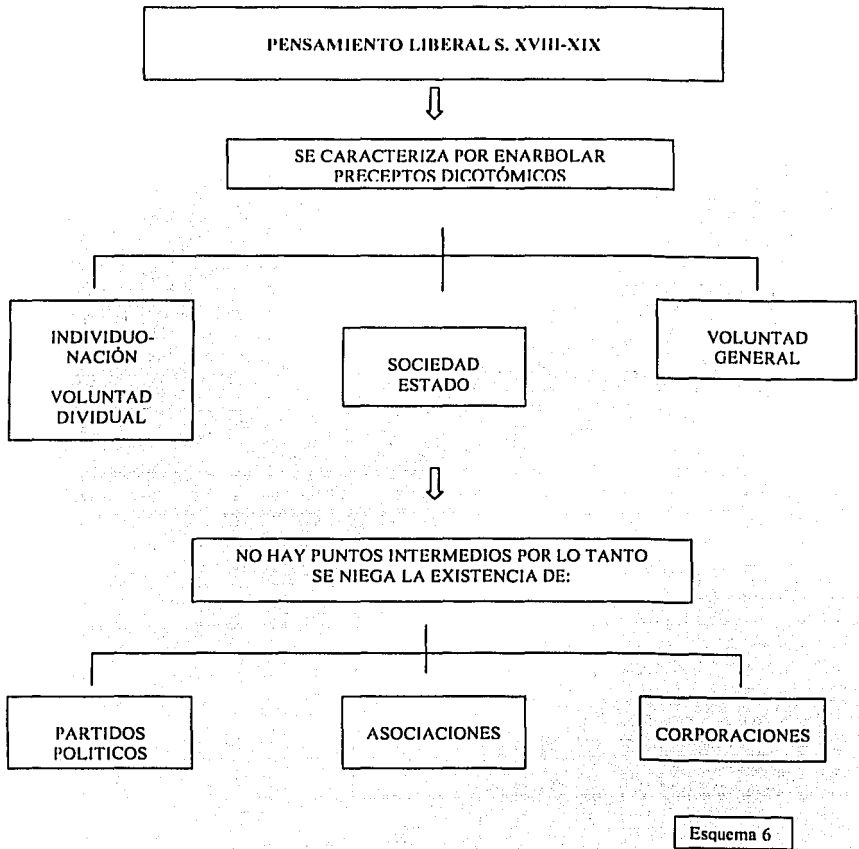 PENSAMIENTO LIBERAL S. XVIII-XIX
SE CARACTERIZA POR ENARBOLAR
PRECEPTOS DICOTÓMICOS
INDIVIDUO-
NACIÓN
VOLUNTAD
DIVIDUAL
SOCIEDAD
ESTADO
VOLUNTAD
GENERAL
NO HAY PUNTOS INTERMEDIOS POR LO TANTO
SE NIEGA LA EXISTENCIA DE:
PARTIDOS
POLITICOS
ASOCIACIONES
CORPORACIONES
Esquema 6